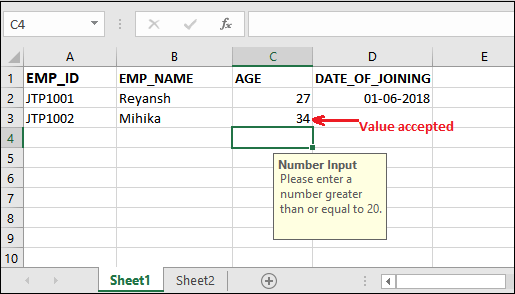 C4
fx
A B C D E
1 EMP_ID EMP_NAME AGE DATE_OF_JOINING
2 JTP1001 Reyansh 27 01-06-2018
3 JTP1002 Mihika 34 Value accepted
4
5 Number Input
6 Please enter a
7 number greater
8 than or equal to 20.
9
10
Sheet1 Sheet2